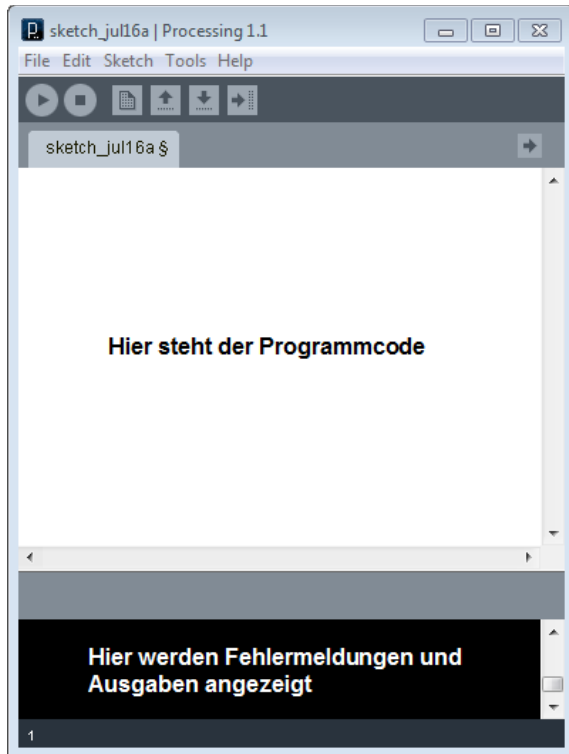 sketch_jul16a | Processing 1.1
File Edit Sketch Tools Help
sketch_jul16a §
Hier steht der Programmcode
Hier werden Fehlermeldungen und
Ausgaben angezeigt
1